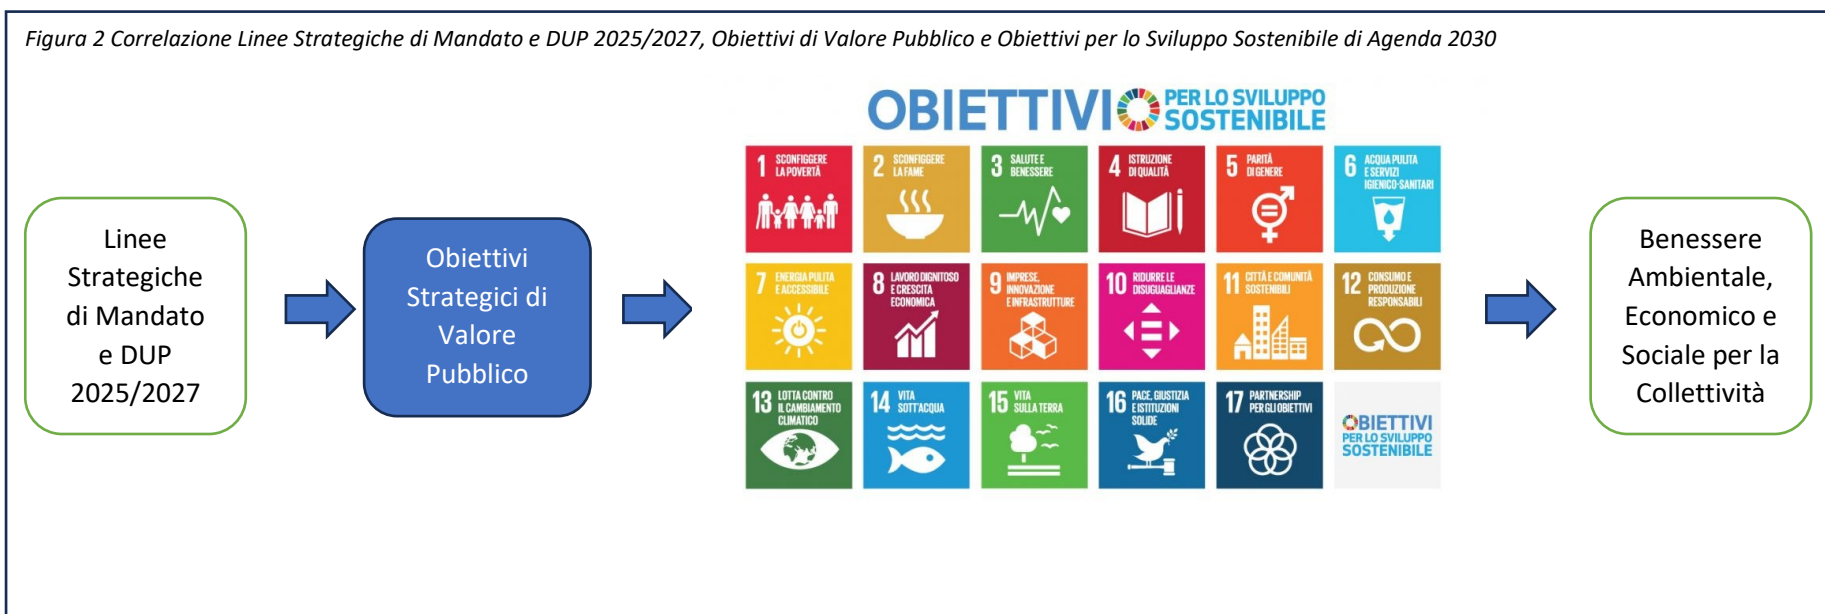 Figura 2 Correlazione Linee Strategiche di Mandato e DUP 2025/2027, Obiettivi di Valore Pubblico e Obiettivi per lo Sviluppo Sostenibile di Agenda 2030
Linee
Strategiche
di Mandato
e DUP
2025/2027
Obiettivi
Strategici di
Valore
Pubblico
OBIETTIVI PER LO SVILUPPO
SOSTENIBILE
1 SCONFIGGERE
LA POVERTÀ
2 SCONFIGGERE
LA FAME
3 SALUTE E
BENESSERE
4 ISTRUZIONE
DI QUALITÀ
5 PARITÀ
DI GENERE
6 ACQUA PULITA
E SERVIZI
IGIENICO-SANITARI
7 ENERGIA PULITA
E ACCESSIBILE
8 LAVORO DIGNITOSO
E CRESCITA
ECONOMICA
9 IMPRESE,
INNOVAZIONE
E INFRASTRUTTURE
10 RIDURRE LE
DISUGUAGLIANZE
11 CITTÀ E COMUNITÀ
SOSTENIBILI
12 CONSUMO E
PRODUZIONE
RESPONSABILI
13 LOTTA CONTRO
IL CAMBIAMENTO
CLIMATICO
14 VITA
SOTT'ACQUA
15 VITA
SULLA TERRA
16 PACE, GIUSTIZIA
E ISTITUZIONI
SOLIDE
17 PARTNERSHIP
PER GLI OBIETTIVI
OBIETTIVI
PER LO SVILUPPO
SOSTENIBILE
Benessere
Ambientale,
Economico e
Sociale per la
Collettività